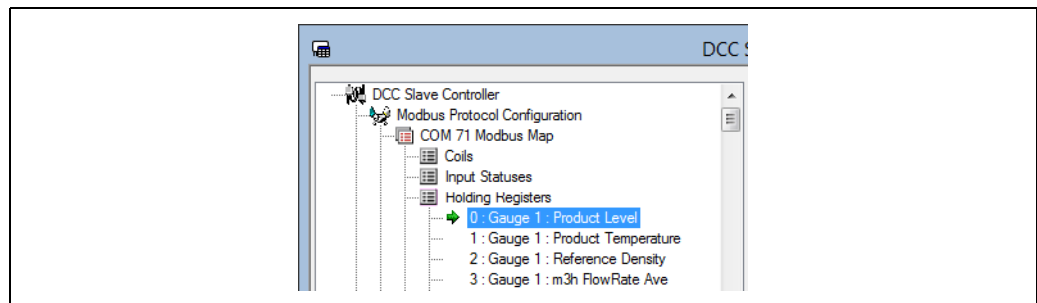 DCC S
DCC Slave Controller
Modbus Protocol Configuration
COM 71 Modbus Map
Coils
Input Statuses
Holding Registers
0 : Gauge 1 : Product Level
1 : Gauge 1 : Product Temperature
2 : Gauge 1 : Reference Density
3 : Gauge 1 : m3h FlowRate Ave